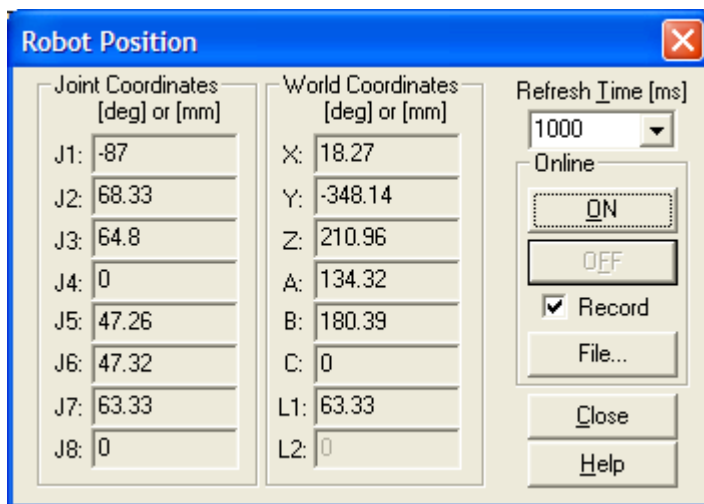 Robot Position
Joint Coordinates
[deg] or [mm]
J1: -87
J2: 68.33
J3: 64.8
J4: 0
J5: 47.26
J6: 47.32
J7: 63.33
J8: 0
World Coordinates
[deg] or [mm]
X: 18.27
Y: -348.14
Z: 210.96
A: 134.32
B: 180.39
C: 0
L1: 63.33
L2: 0
Refresh Time [ms]
1000
Online
ON
OFF
Record
File...
Close
Help